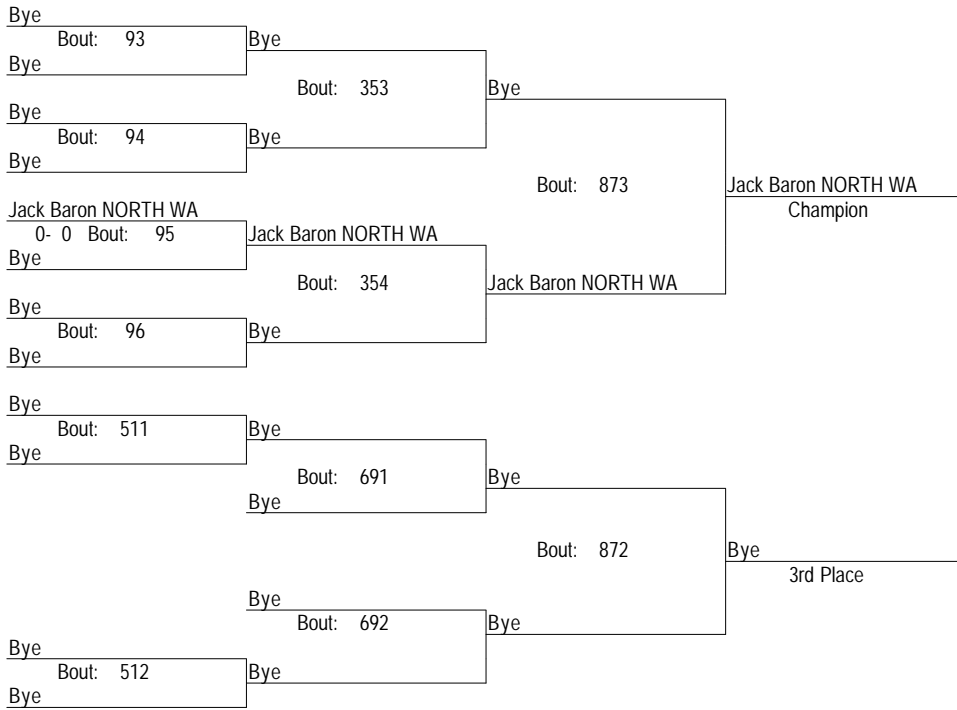 Bye
Bout: 93 Bye
Bye
Bout: 353 Bye
Bye
Bout: 94 Bye
Bye
Bout: 873 Jack Baron NORTH WA
Jack Baron NORTH WA Champion
0- 0 Bout: 95 Jack Baron NORTH WA
Bye
Bout: 354 Jack Baron NORTH WA
Bye
Bout: 96 Bye
Bye
Bye
Bout: 511 Bye
Bye
Bout: 691 Bye
Bye
Bout: 872 Bye
3rd Place
Bye
Bout: 692 Bye
Bye
Bout: 512 Bye
Bye